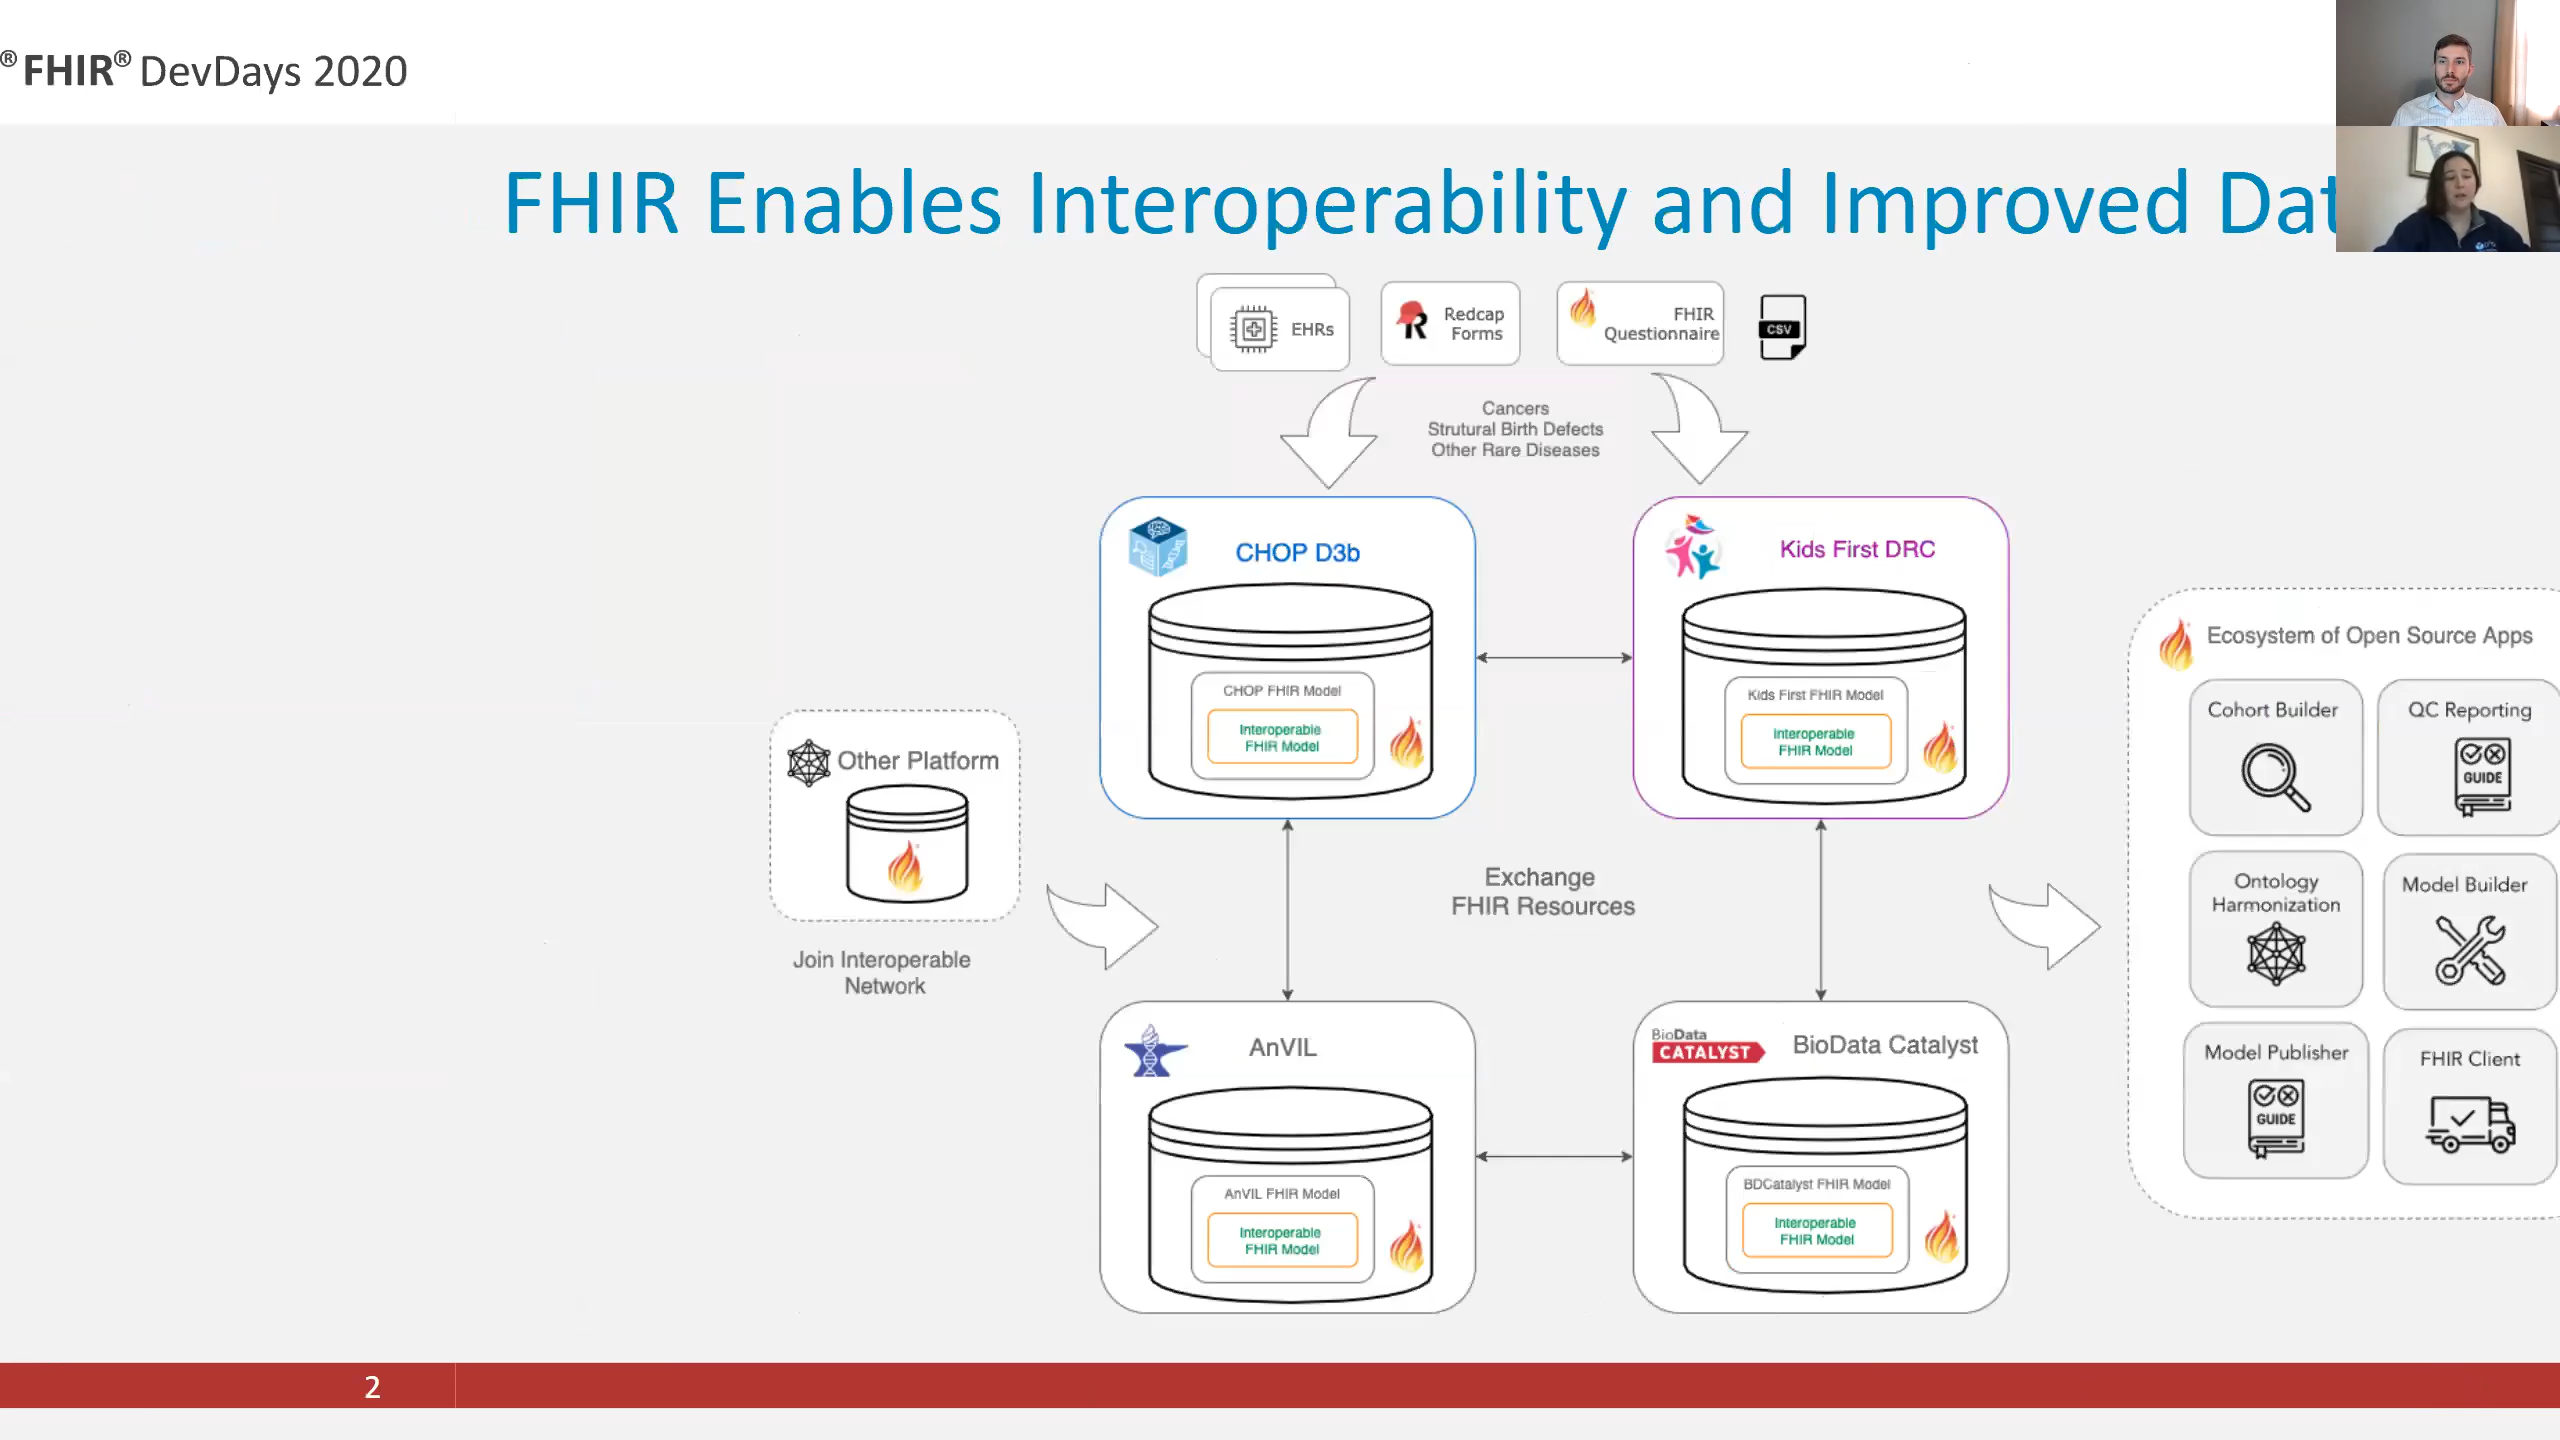 ® FHIR® DevDays 2020
FHIR Enables Interoperability and Improved Dat
EHRs
Redcap
Forms
FHIR
Questionnaire
CSV
Cancers
Strutural Birth Defects
Other Rare Diseases
CHOP D3b
CHOP FHIR Model
Interoperable
FHIR Model
Kids First DRC
Kids First FHIR Model
Interoperable
FHIR Model
Other Platform
Join Interoperable
Network
Exchange
FHIR Resources
AnVIL
AnVIL FHIR Model
Interoperable
FHIR Model
BioData
CATALYST
BioData Catalyst
BDCatalyst FHIR Model
Interoperable
FHIR Model
Ecosystem of Open Source Apps
Cohort Builder
QC Reporting
GUIDE
Ontology
Harmonization
Model Builder
Model Publisher
GUIDE
FHIR Client
2